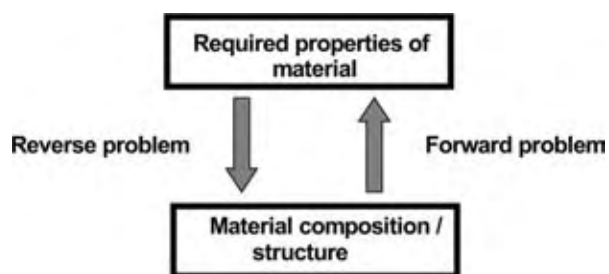 Required properties of
material
Reverse problem
Forward problem
Material composition /
structure